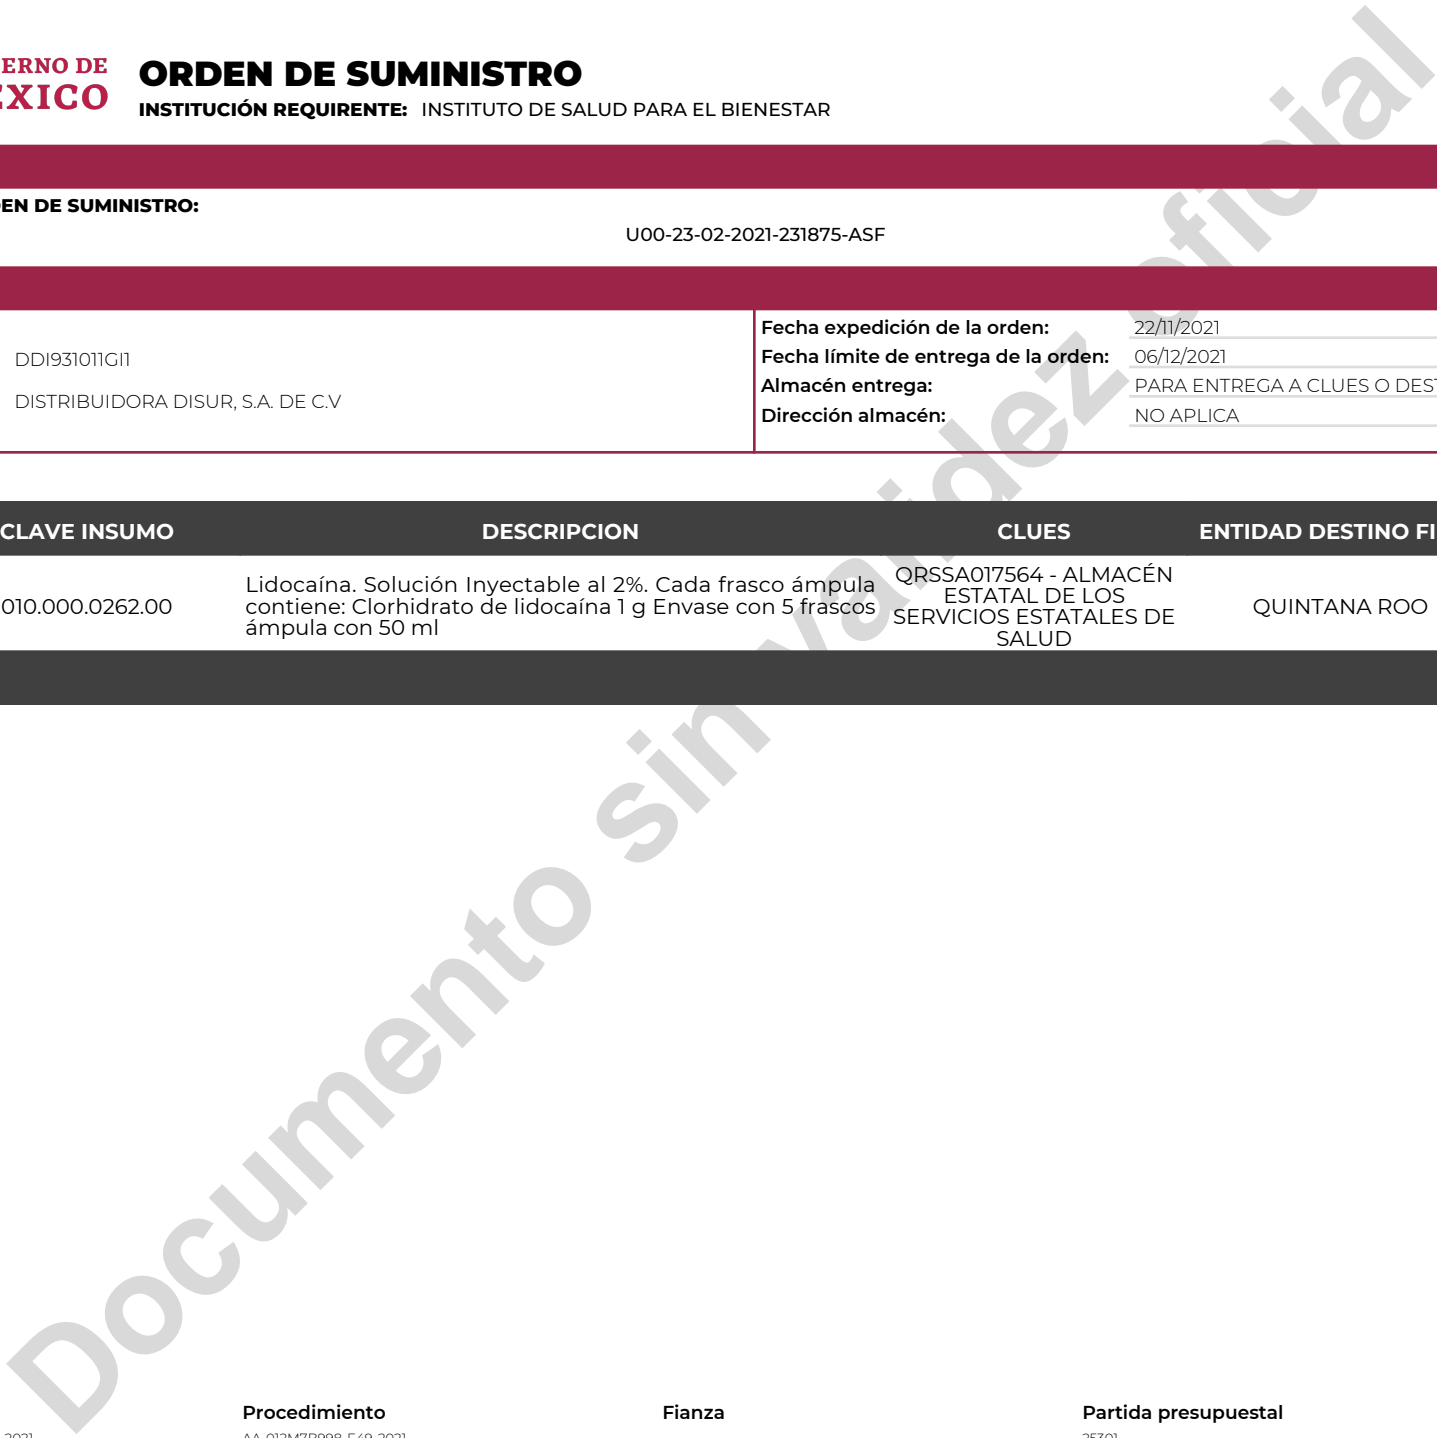 ERNO DE
ÉXICO
ORDEN DE SUMINISTRO
INSTITUCIÓN REQUIRENTE: INSTITUTO DE SALUD PARA EL BIENESTAR
EN DE SUMINISTRO:
U00-23-02-2021-231875-ASF
DDI931011GI1
DISTRIBUIDORA DISUR, S.A. DE C.V
Fecha expedición de la orden: 22/11/2021
Fecha límite de entrega de la orden: 06/12/2021
Almacén entrega: PARA ENTREGA A CLUES O DEST
Dirección almacén: NO APLICA
CLAVE INSUMO DESCRIPCION CLUES ENTIDAD DESTINO FI
010.000.0262.00
Lidocaína. Solución Inyectable al 2%. Cada frasco ámpula
contiene: Clorhidrato de lidocaína 1 g Envase con 5 frascos
ámpula con 50 ml
QRSSA017564 - ALMACÉN
ESTATAL DE LOS
SERVICIOS ESTATALES DE
SALUD
QUINTANA ROO
Documento sin validez oficial
Procedimiento Fianza Partida presupuestal